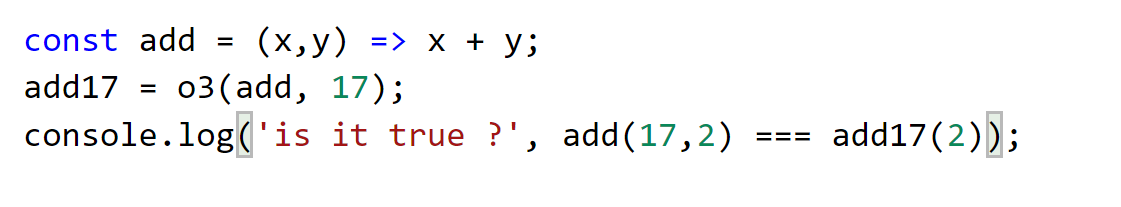 const add = (x,y) => x + y;
add17 = o3(add, 17);
console.log('is it true ?', add(17,2) === add17(2));